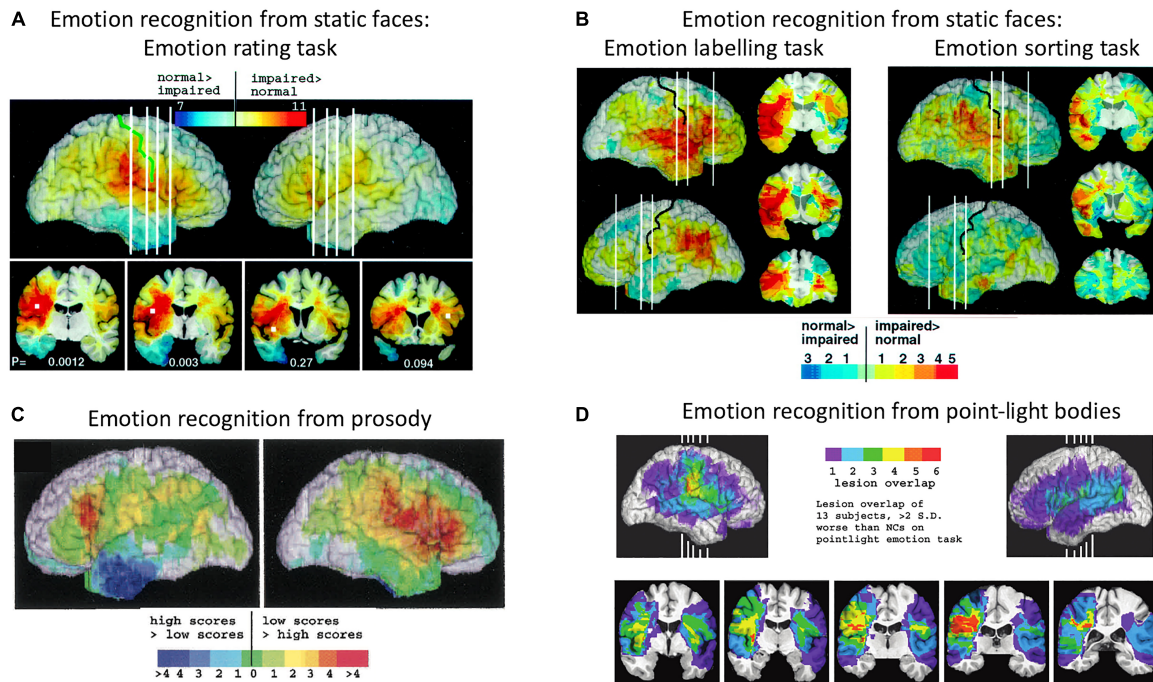 A
Emotion recognition from static faces:
Emotion rating task
normal>
impaired
impaired>
normal
7 11
P= 0.0012 0.003 0.27 0.094
B
Emotion recognition from static faces:
Emotion labelling task Emotion sorting task
normal>
impaired
impaired>
normal
3 2 1 1 2 3 4 5
C
Emotion recognition from prosody
high scores
> low scores
low scores
> high scores
>4 4 3 2 1 0 1 2 3 4 >4
D
Emotion recognition from point-light bodies
1 2 3 4 5 6
lesion overlap
Lesion overlap of
13 subjects, >2 S.D.
worse than NCs on
pointlight emotion task